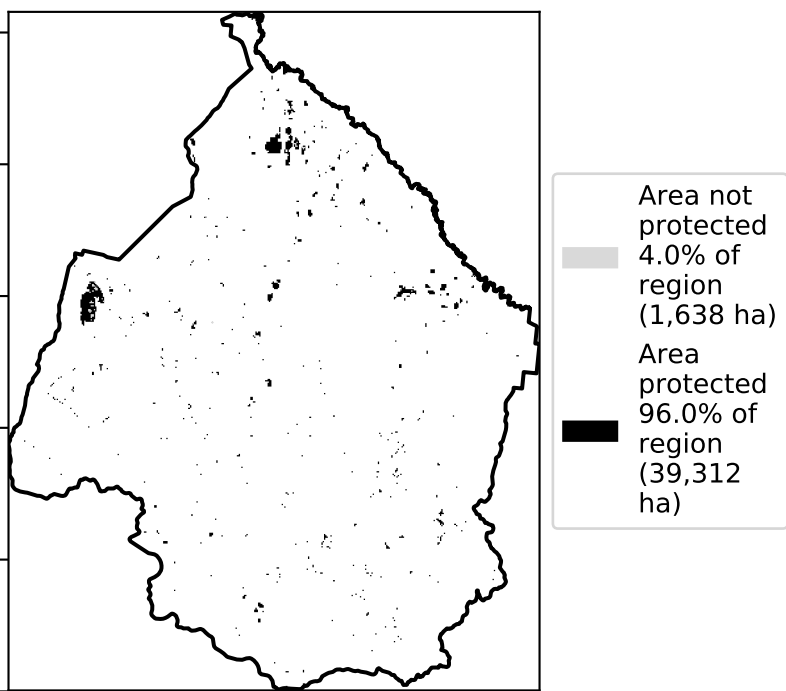 Area not
protected
4.0% of
region
(1,638 ha)
Area
protected
96.0% of
region
(39,312
ha)